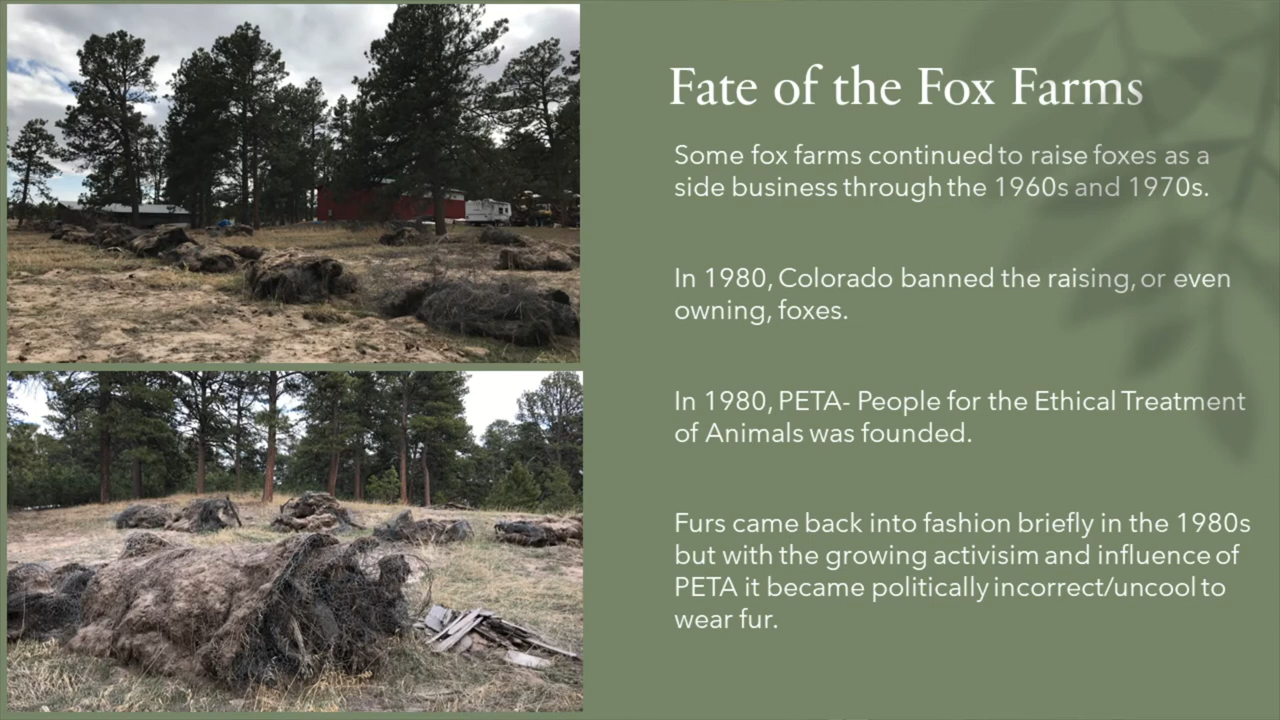 Fate of the Fox Farms
Some fox farms continued to raise foxes as a
side business through the 1960s and 1970s.
In 1980, Colorado banned the raising, or even
owning, foxes.
In 1980, PETA- People for the Ethical Treatment
of Animals was founded.
Furs came back into fashion briefly in the 1980s
but with the growing activisim and influence of
PETA it became politically incorrect/uncool to
wear fur.